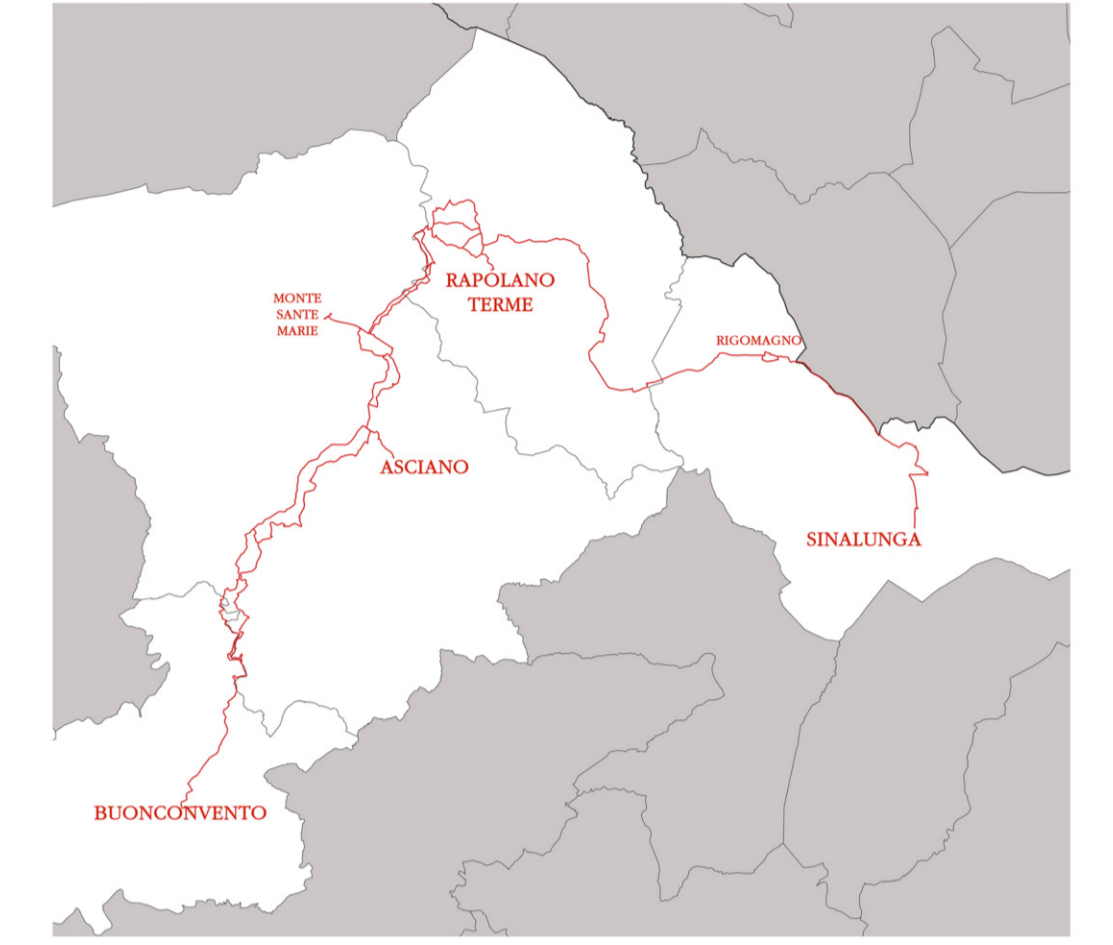 RAPOLANO
TERME
MONTE
SANTE
MARIE
RIGOMAGNO
ASCIANO
SINALUNGA
BUONCONVENTO